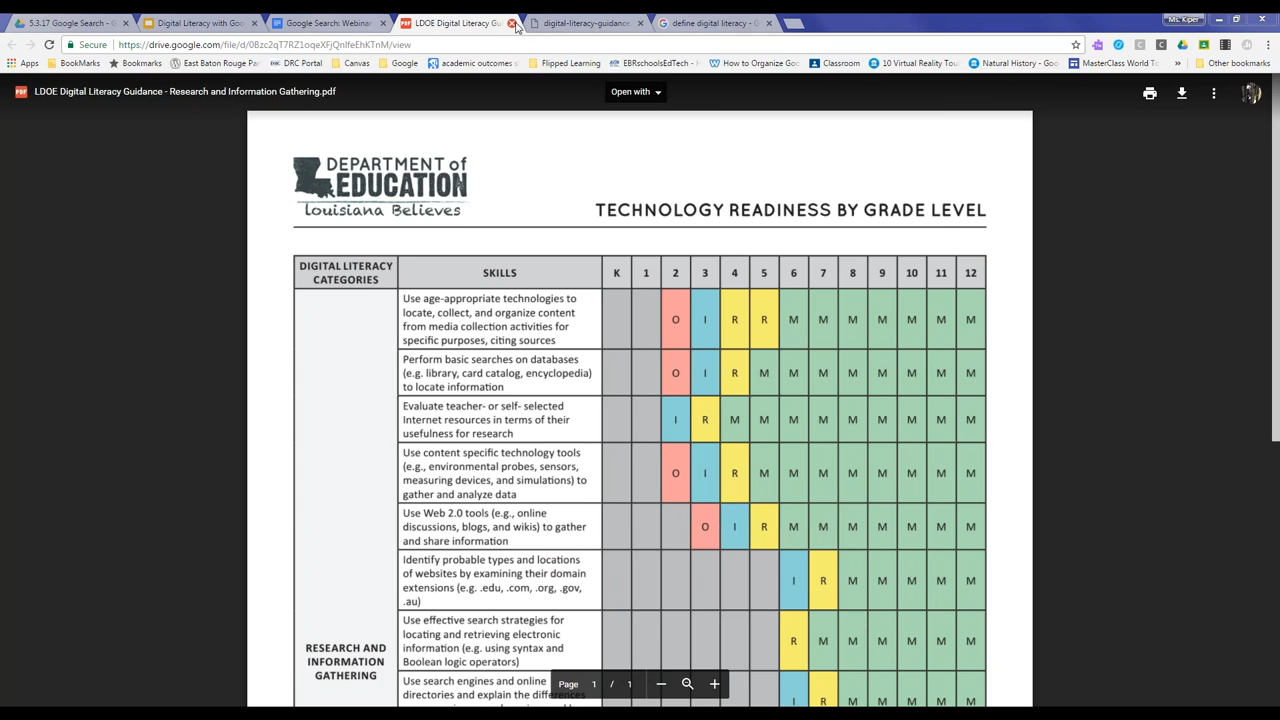 5.3.17 Google Search -
Digital Literacy with Goo
Google Search: Webinar
LDOE Digital Literacy Gui
digital-literacy-guidance
define digital literacy - G
Ms. Kiper
Secure
https://drive.google.com/file/d/0Bzc2qT7RZ1oqeXFjQnlfeEhKTnM/view
Apps
BookMarks
Bookmarks
East Baton Rouge Par
DRC Portal
Canvas
Google
academic outcomes s
Flipped Learning
EBRschoolsEdTech - 
How to Organize Goo
Classroom
10 Virtual Reality Tou
Natural History - Goo
MasterClass World To
»
Other bookmarks
LDOE Digital Literacy Guidance - Research and Information Gathering.pdf
Open with
DEPARTMENT of
EDUCATION
Louisiana Believes
TECHNOLOGY READINESS BY GRADE LEVEL
DIGITAL LITERACY
CATEGORIES
SKILLS
K 1 2 3 4 5 6 7 8 9 10 11 12
Use age-appropriate technologies to
locate, collect, and organize content
from media collection activities for
specific purposes, citing sources
O I R R M M M M M M M
Perform basic searches on databases
(e.g. library, card catalog, encyclopedia)
to locate information
O I R M M M M M M M M
Evaluate teacher- or self- selected
Internet resources in terms of their
usefulness for research
I R M M M M M M M M M
Use content specific technology tools
(e.g., environmental probes, sensors,
measuring devices, and simulations) to
gather and analyze data
O I R M M M M M M M M
Use Web 2.0 tools (e.g., online
discussions, blogs, and wikis) to gather
and share information
O I R M M M M M M M
Identify probable types and locations
of websites by examining their domain
extensions (e.g. .edu, .com, .org, .gov,
.au)
I R M M M M M
Use effective search strategies for
locating and retrieving electronic
information (e.g. using syntax and
Boolean logic operators)
R M M M M M M
RESEARCH AND
INFORMATION
GATHERING
Use search engines and online
directories and explain the differences
I R M M M M M
Page 1 / 1